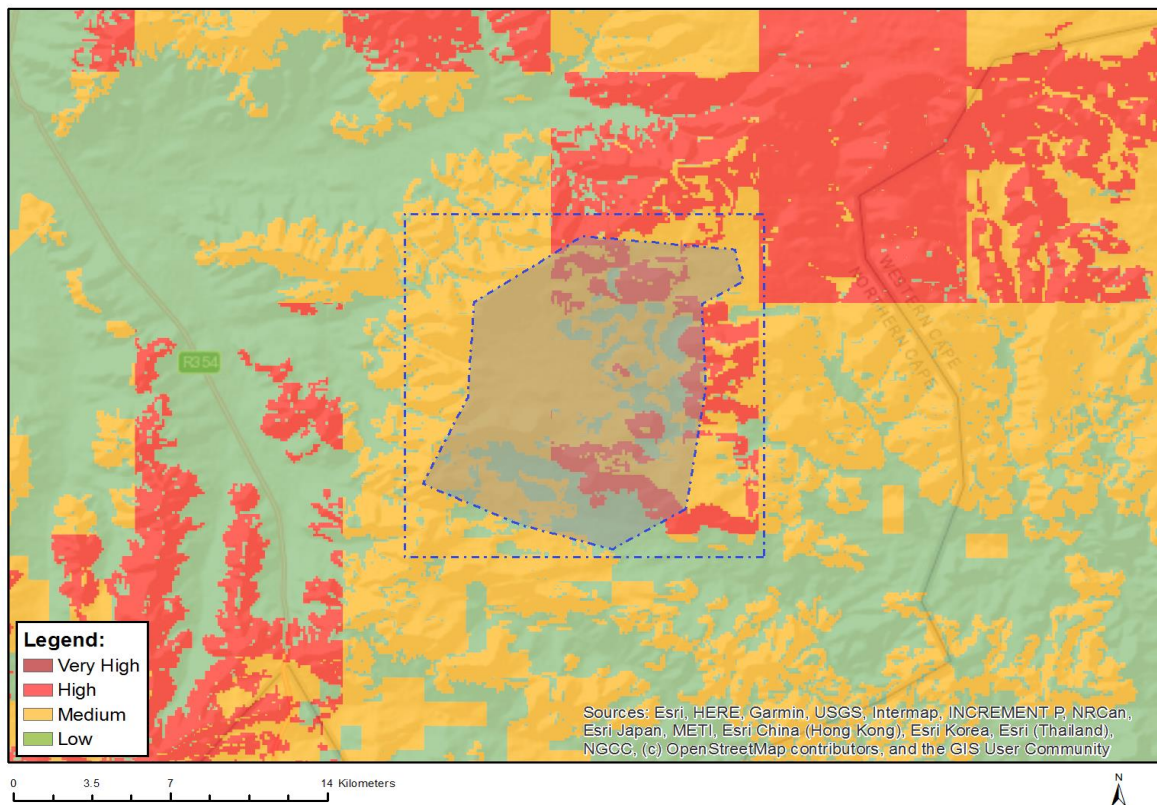 R354
WESTERN CAPE
NORTHERN CAPE
Legend:
Very High
High
Medium
Low
Sources: Esri, HERE, Garmin, USGS, Intermap, INCREMENT P, NRCan,
Esri Japan, METI, Esri China (Hong Kong), Esri Korea, Esri (Thailand),
NGCC, (c) OpenStreetMap contributors, and the GIS User Community
0 3.5 7 14 Kilometers
N